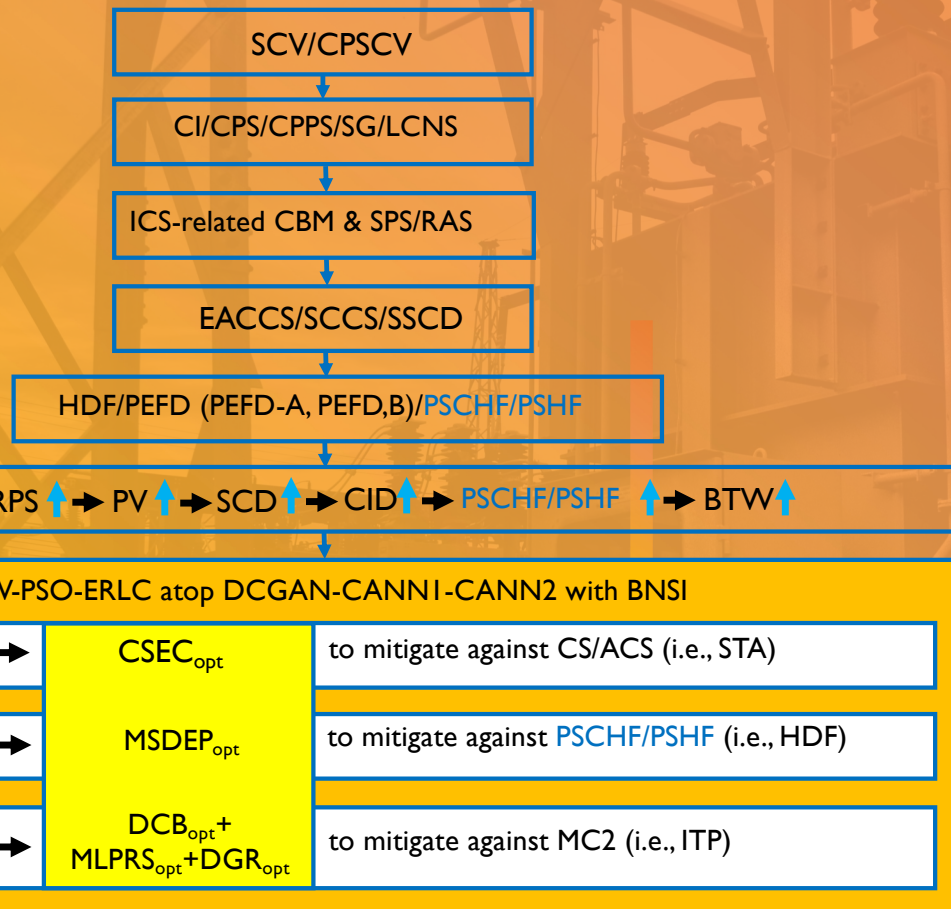 SCV/CPSCV
CI/CPS/CPPS/SG/LCNS
ICS-related CBM & SPS/RAS
EACCS/SCCS/SSCD
HDF/PEFD (PEFD-A, PEFD,B)/PSCHF/PSHF
RPS ⬆ ➔ PV ⬆ ➔ SCD ⬆ ➔ CID ⬆ ➔ PSCHF/PSHF ⬆ ➔ BTW ⬆
-PSO-ERLC atop DCGAN-CANN1-CANN2 with BNSI
CSECopt
to mitigate against CS/ACS (i.e., STA)
MSDEPopt
to mitigate against PSCHF/PSHF (i.e., HDF)
DCBopt+
MLPRSopt+DGRopt
to mitigate against MC2 (i.e., ITP)